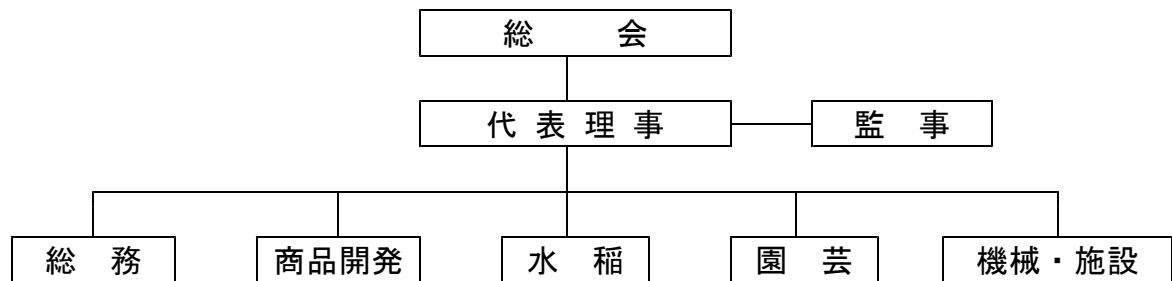 総　会
代表理事　監事
総務　商品開発　水稲　園芸　機械・施設